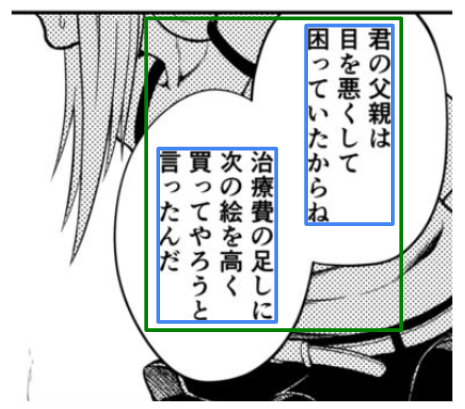 君の父親は
目を悪くして
困っていたからね
治療費の足しに
次の絵を高く
買ってやろうと
言ったんだ